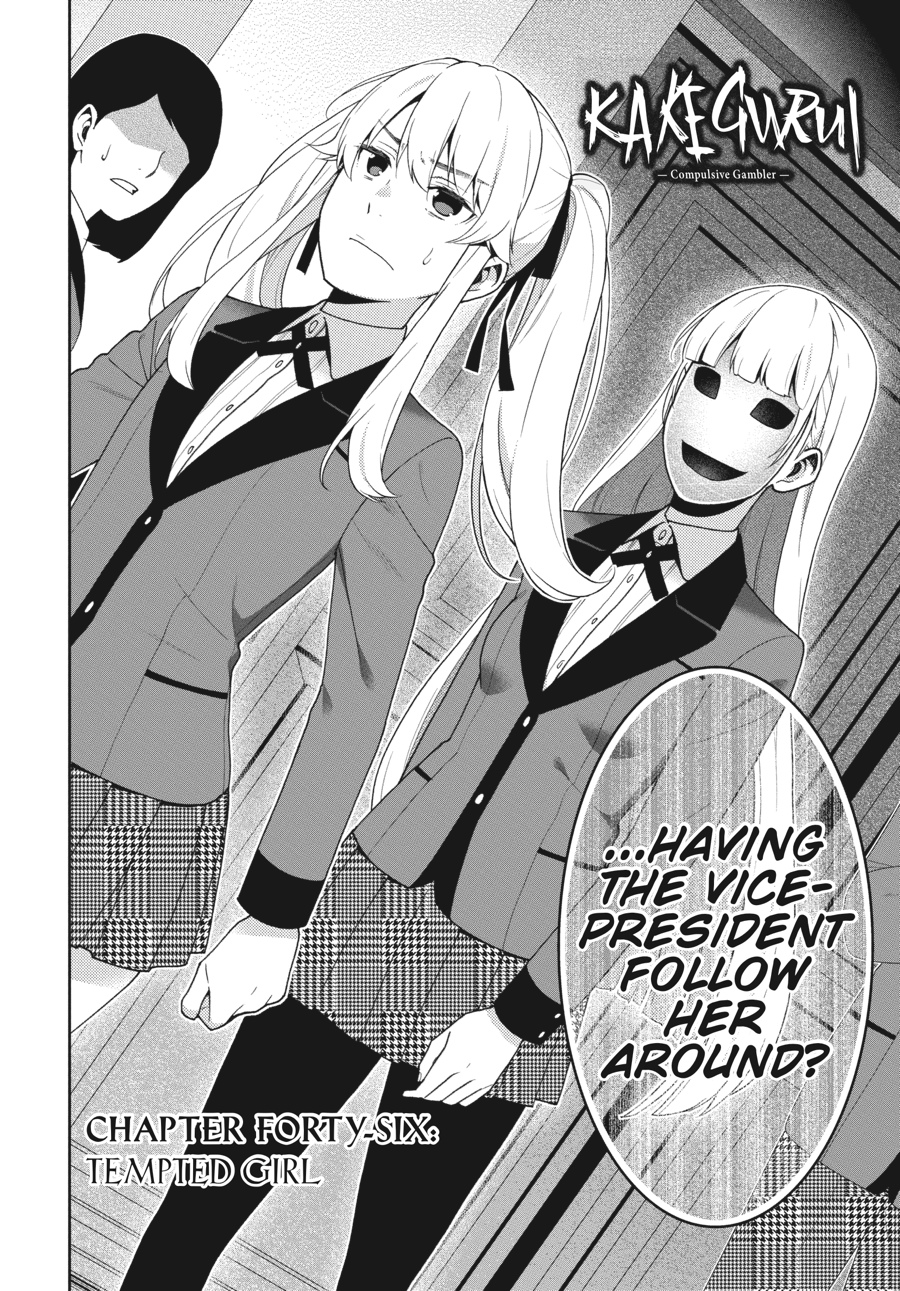 KAKEGURUI
— Compulsive Gambler —
...HAVING
THE VICE-
PRESIDENT
FOLLOW
HER
AROUND?
CHAPTER FORTY-SIX:
TEMPTED GIRL